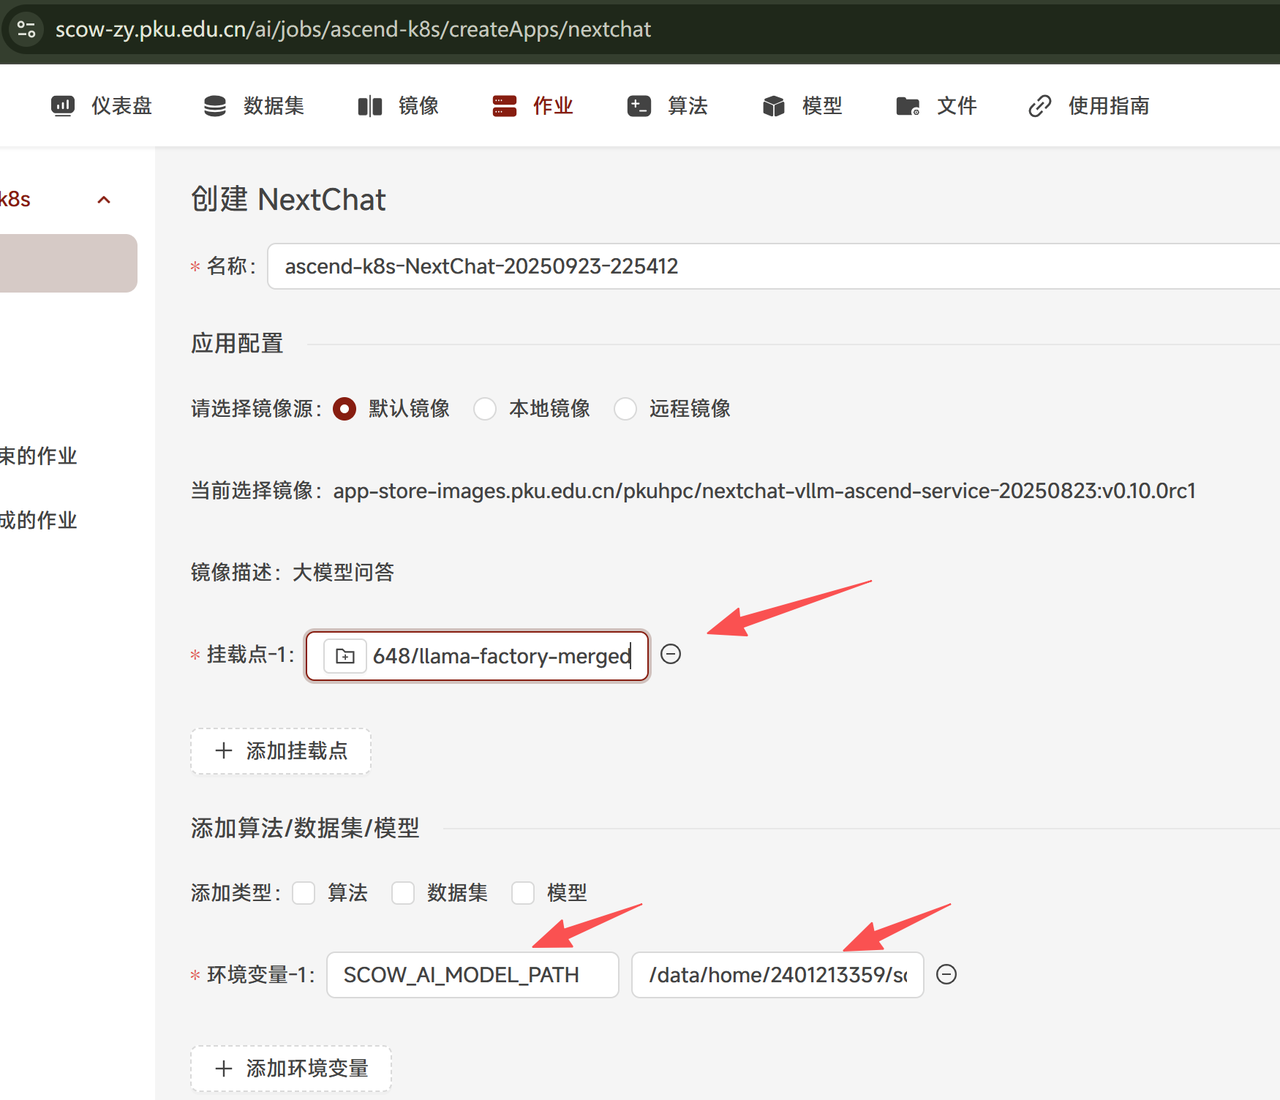 scow-zy.pku.edu.cn/ai/jobs/ascend-k8s/createApps/nextchat
仪表盘 数据集 镜像 作业 算法 模型 文件 使用指南
k8s
创建 NextChat
* 名称: ascend-k8s-NextChat-20250923-225412
应用配置
请选择镜像源: 默认镜像 本地镜像 远程镜像
束的作业
当前选择镜像: app-store-images.pku.edu.cn/pkuhpc/nextchat-vllm-ascend-service-20250823:v0.10.0rc1
成的作业
镜像描述: 大模型问答
* 挂载点-1: 648/llama-factory-merged
+ 添加挂载点
添加算法/数据集/模型
添加类型: 算法 数据集 模型
* 环境变量-1: SCOW_AI_MODEL_PATH /data/home/2401213359/sc
+ 添加环境变量